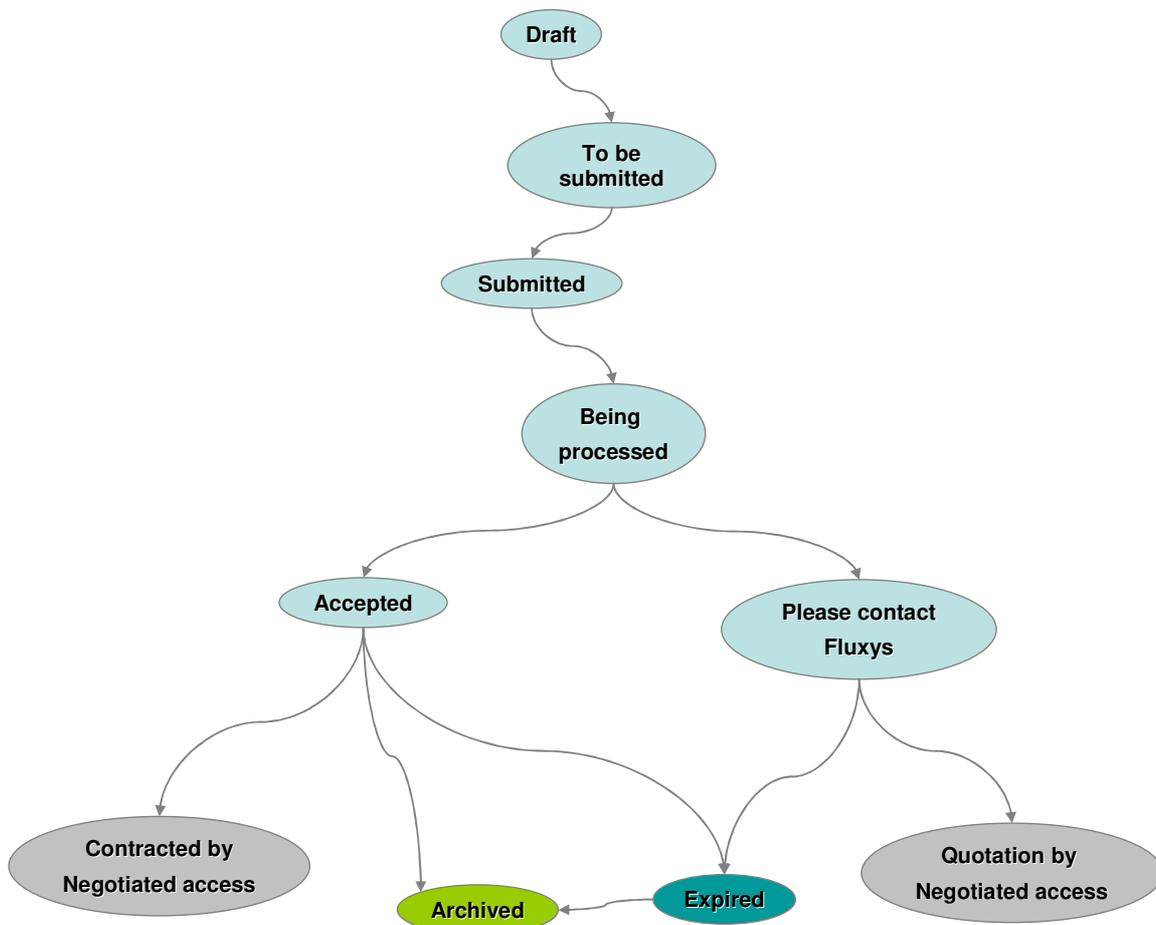 Draft
To be
submitted
Submitted
Being
processed
Accepted
Please contact
Fluxys
Contracted by
Negotiated access
Quotation by
Negotiated access
Archived
Expired